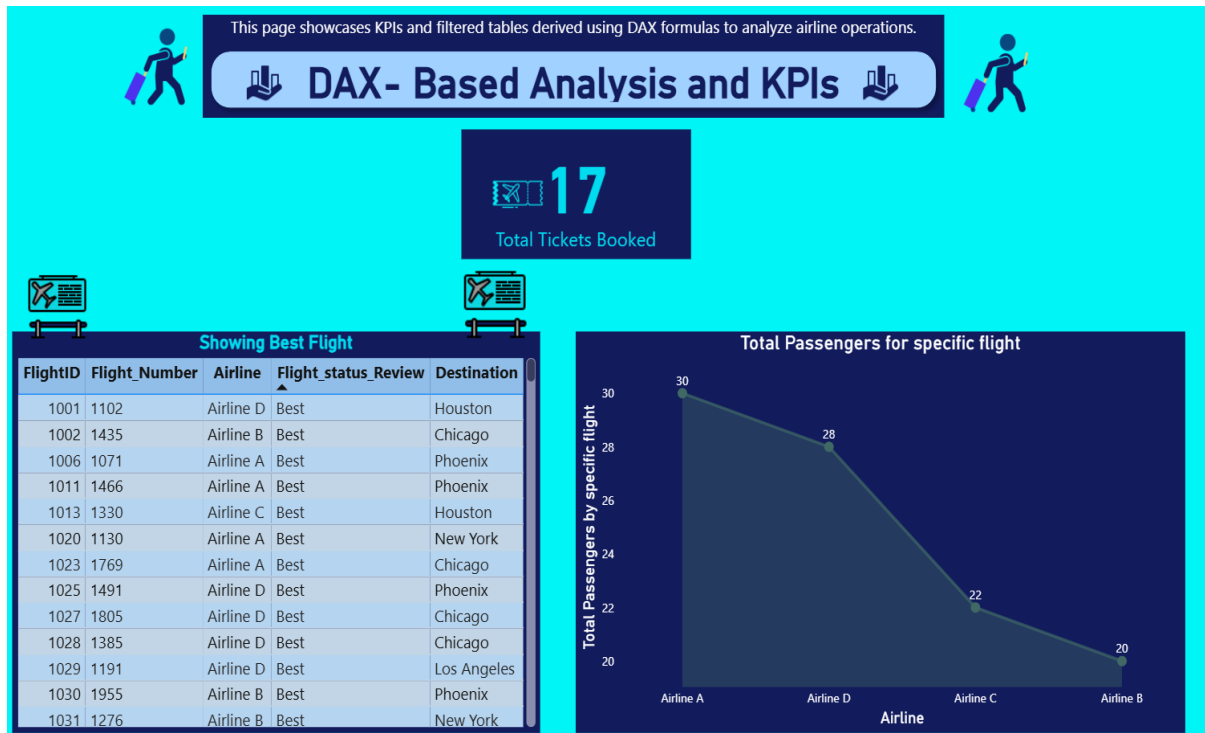 This page showcases KPIs and filtered tables derived using DAX formulas to analyze airline operations.
DAX- Based Analysis and KPIs
17
Total Tickets Booked
Showing Best Flight
FlightID Flight_Number Airline Flight_status_Review Destination
1001 1102 Airline D Best Houston
1002 1435 Airline B Best Chicago
1006 1071 Airline A Best Phoenix
1011 1466 Airline A Best Phoenix
1013 1330 Airline C Best Houston
1020 1130 Airline A Best New York
1023 1769 Airline A Best Chicago
1025 1491 Airline D Best Phoenix
1027 1805 Airline D Best Chicago
1028 1385 Airline D Best Chicago
1029 1191 Airline D Best Los Angeles
1030 1955 Airline B Best Phoenix
1031 1276 Airline B Best New York
Total Passengers for specific flight
Total Passengers by specific flight
30
28
26
24
22
20
30
28
22
20
Airline A Airline D Airline C Airline B
Airline